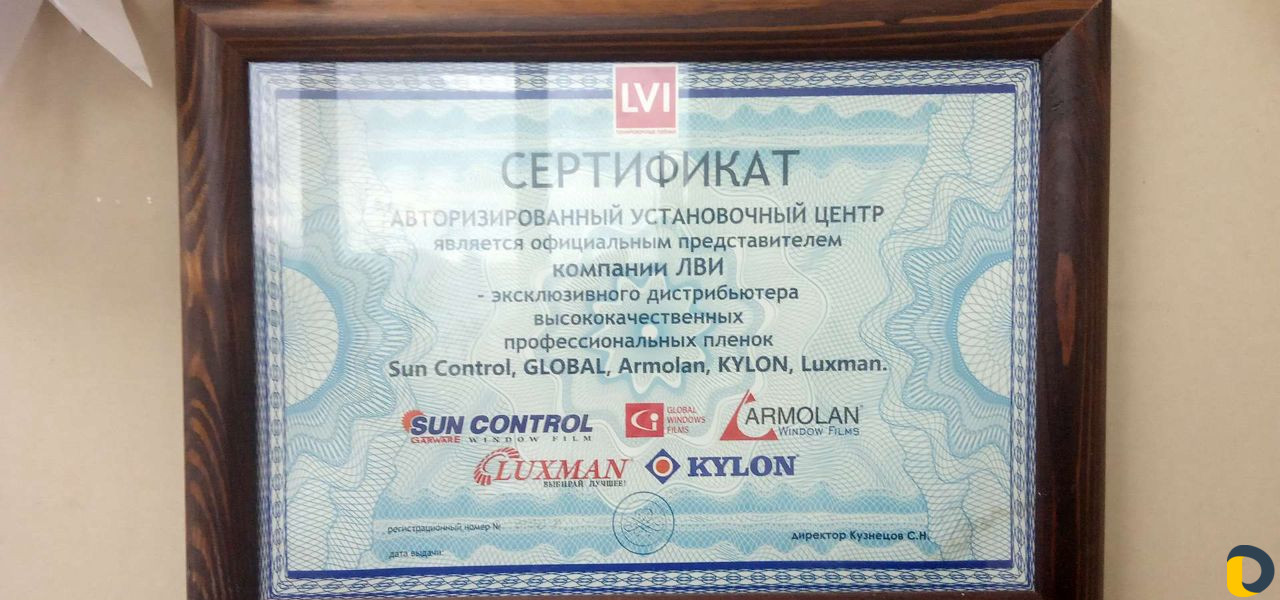 LVI
ТОНИРОВОЧНЫЕ ПЛЕНКИ
СЕРТИФИКАТ
АВТОРИЗИРОВАННЫЙ УСТАНОВОЧНЫЙ ЦЕНТР
является официальным представителем
компании ЛВИ
- эксклюзивного дистрибьютера
высококачественных
профессиональных пленок
Sun Control, GLOBAL, Armolan, KYLON, Luxman.
SUN CONTROL
GARWARE WINDOW FILM
GLOBAL
WINDOWS
FILMS
ARMOLAN®
WINDOW FILMS
LUXMAN
ВЫБИРАЙ ЛУЧШЕЕ!
KYLON®
регистрационный номер №
директор Кузнецов С.Н.
дата выдачи: